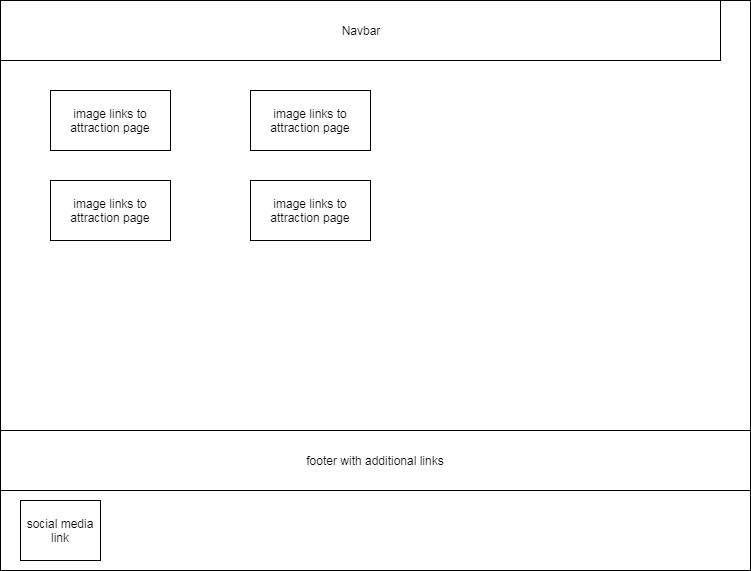 Navbar
image links to
attraction page
image links to
attraction page
image links to
attraction page
image links to
attraction page
footer with additional links
social media
link